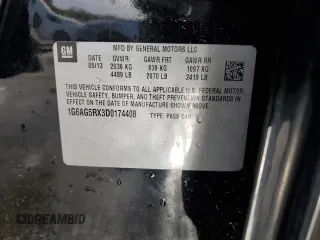 GM
MFD BY GENERAL MOTORS LLC
DATE GVWR GAWR FRT GAWR RR
05/13 2036 KG 939 KG 1097 KG
4489 LB 2070 LB 2419 LB
THIS VEHICLE CONFORMS TO ALL APPLICABLE U.S. FEDERAL MOTOR
VEHICLE SAFETY, BUMPER, AND THEFT PREVENTION STANDARDS
IN EFFECT ON THE DATE OF MANUFACTURE SHOWN ABOVE.
1G6AG5RX3D0174408 TYPE: PASS CAR
© IDREAMBID